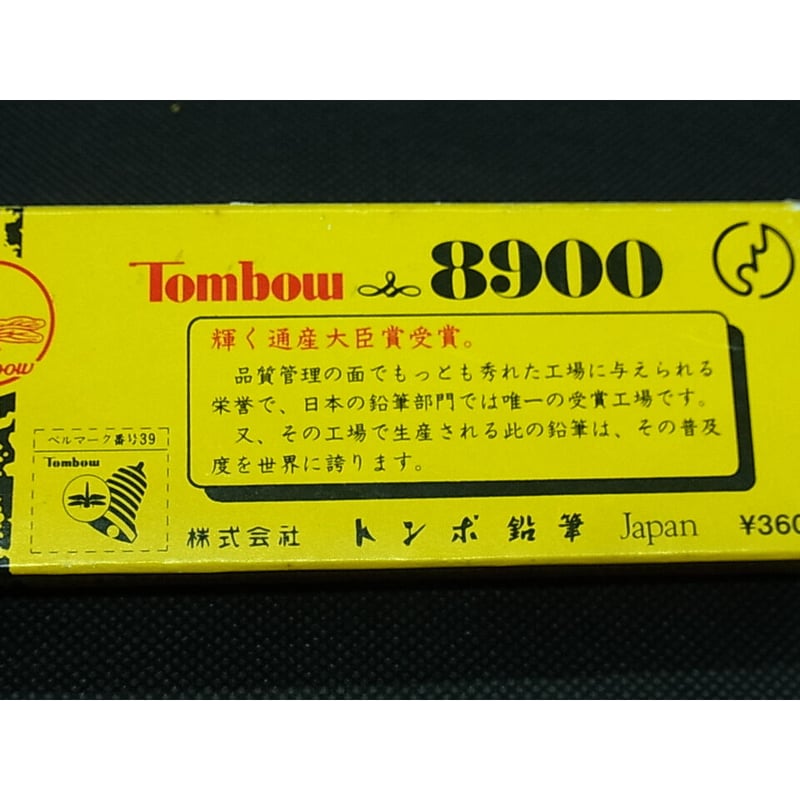 Tombow 8900
輝く通産大臣賞受賞。
品質管理の面でもっとも秀れた工場に与えられる
栄誉で、日本の鉛筆部門では唯一の受賞工場です。
又、その工場で生産される此の鉛筆は、その普及
度を世界に誇ります。
ベルマーク番号39
Tombow
株式会社 トンボ鉛筆 Japan ¥360